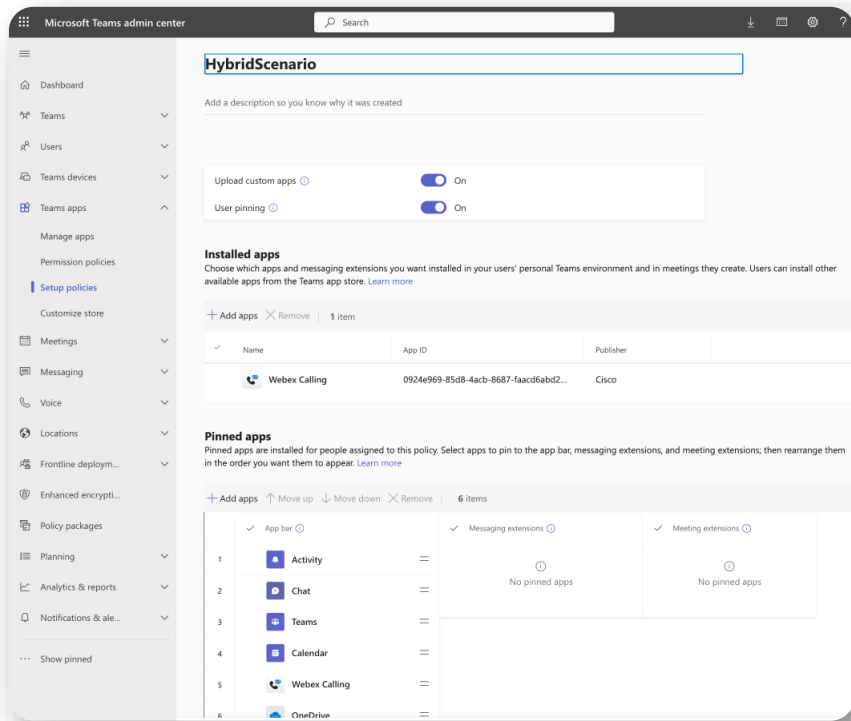 Microsoft Teams admin center
Search
?
Dashboard
Teams
Users
Teams devices
Teams apps
Manage apps
Permission policies
Setup policies
Customize store
Meetings
Messaging
Voice
Locations
Frontline deploym...
Enhanced encrypti...
Policy packages
Planning
Analytics & reports
Notifications & ale...
Show pinned
HybridScenario
Add a description so you know why it was created
Upload custom apps On
User pinning On
Installed apps
Choose which apps and messaging extensions you want installed in your users' personal Teams environment and in meetings they create. Users can install other
available apps from the Teams app store. Learn more
Add apps Remove | 1 item
Name App ID Publisher
Webex Calling 0924e969-85d8-4acb-8687-faacd6abd2... Cisco
Pinned apps
Pinned apps are installed for people assigned to this policy. Select apps to pin to the app bar, messaging extensions, and meeting extensions; then rearrange them
in the order you want them to appear. Learn more
Add apps Move up Move down Remove | 6 items
App bar Messaging extensions Meeting extensions
1 Activity
2 Chat
No pinned apps No pinned apps
3 Teams
4 Calendar
5 Webex Calling
6 OneDrive